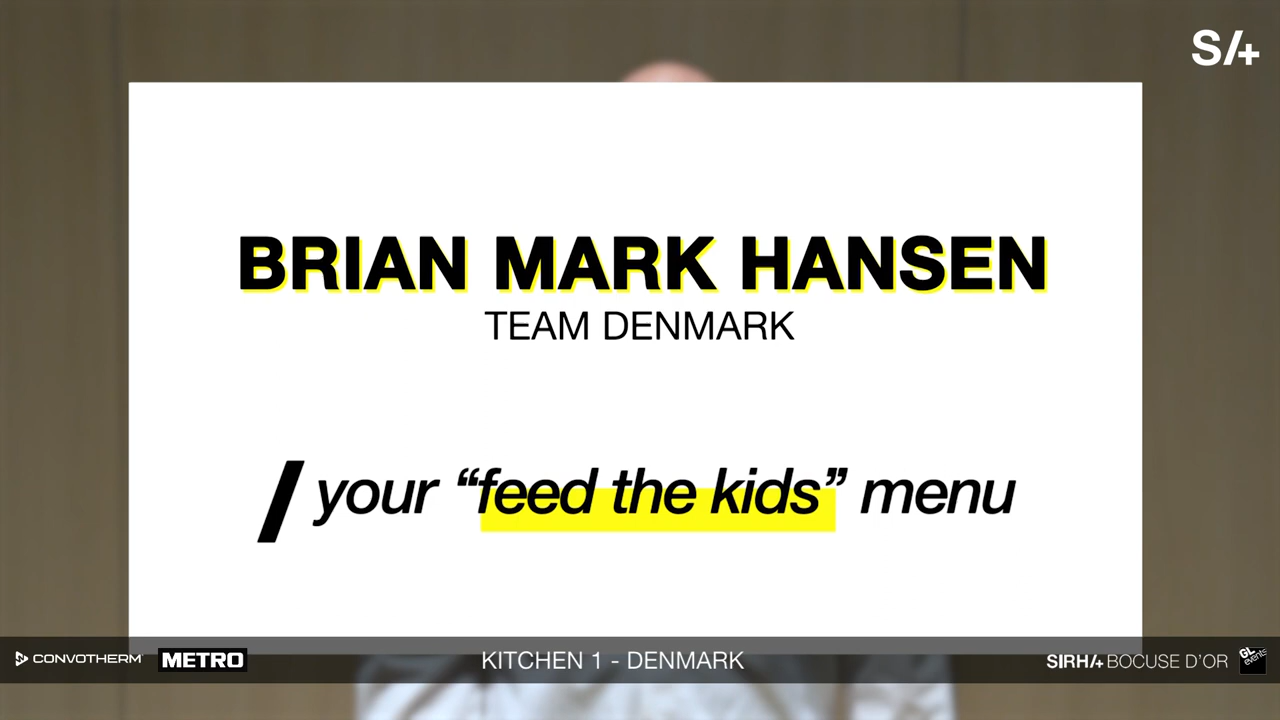 S/+
BRIAN MARK HANSEN
TEAM DENMARK
/ your “feed the kids” menu
CONVOTHERM METRO KITCHEN 1 - DENMARK SIRH/+ BOCUSE D’OR GL events